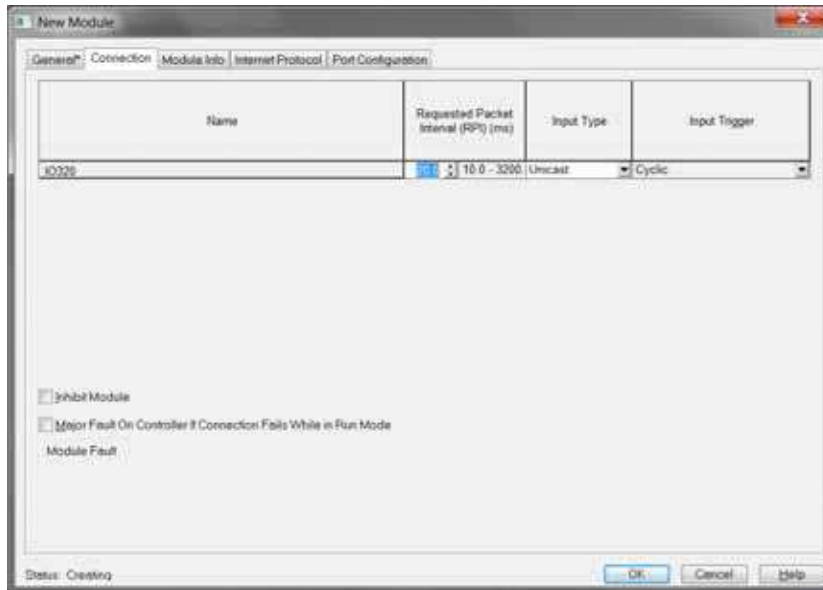 New Module
General* Connection Module Info Internet Protocol Port Configuration
Name Requested Packet Interval (RPI) (ms) Input Type Input Trigger
IO320 20.0 10.0 - 3200 Unicast Cyclic
Inhibit Module
Major Fault On Controller If Connection Fails While in Run Mode
Module Fault
Status: Creating OK Cancel Help